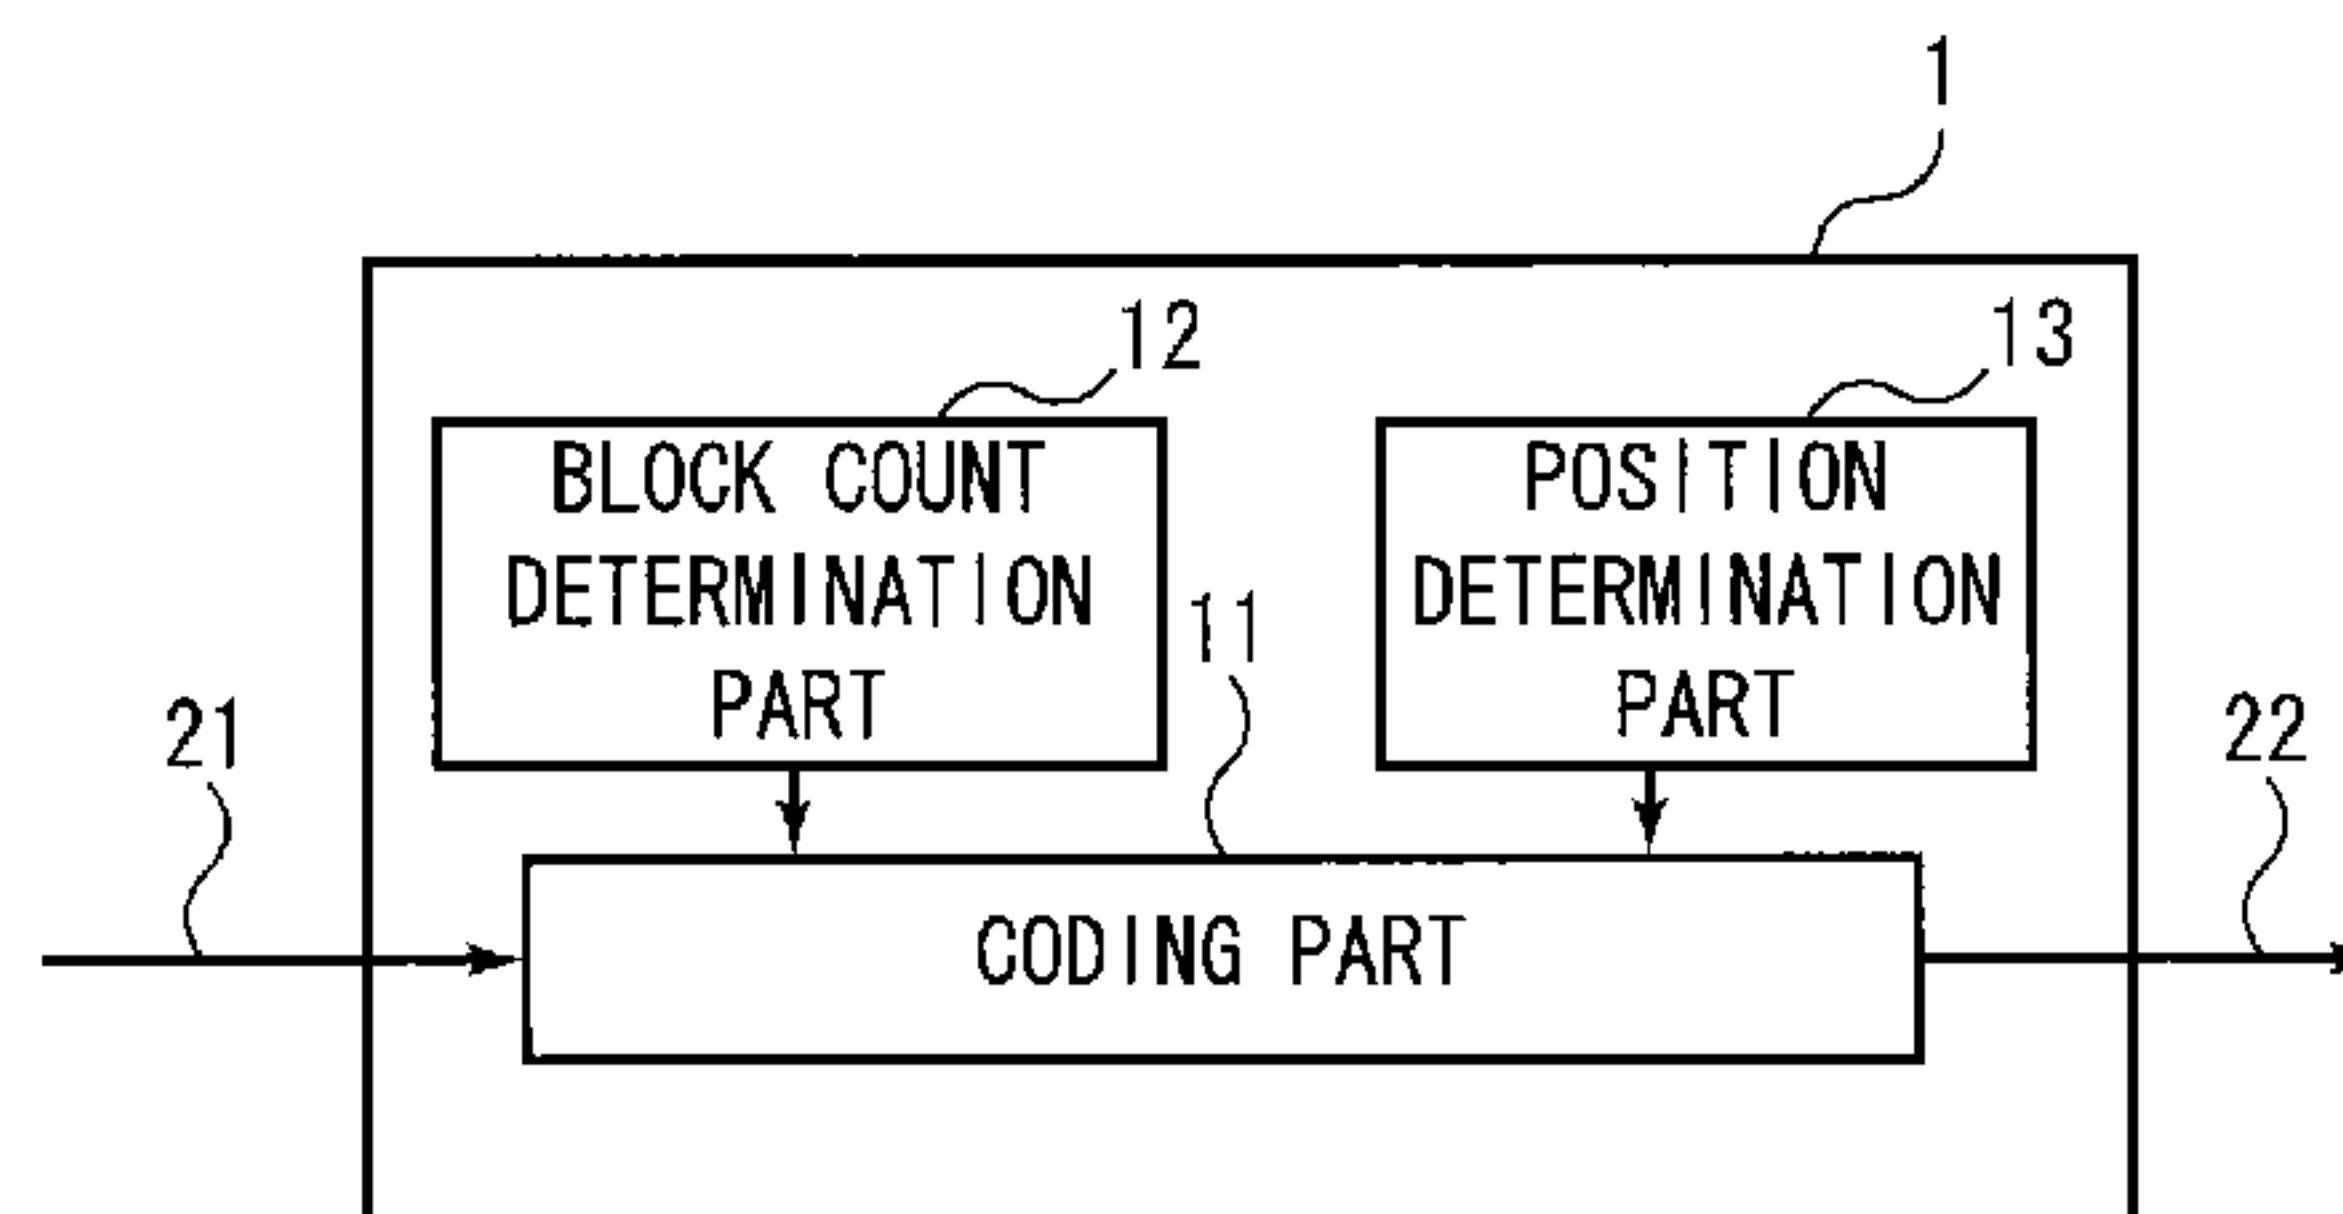 1
12
13
BLOCK COUNT
DETERMINATION
PART
POSITION
DETERMINATION
PART
11
21
22
CODING PART